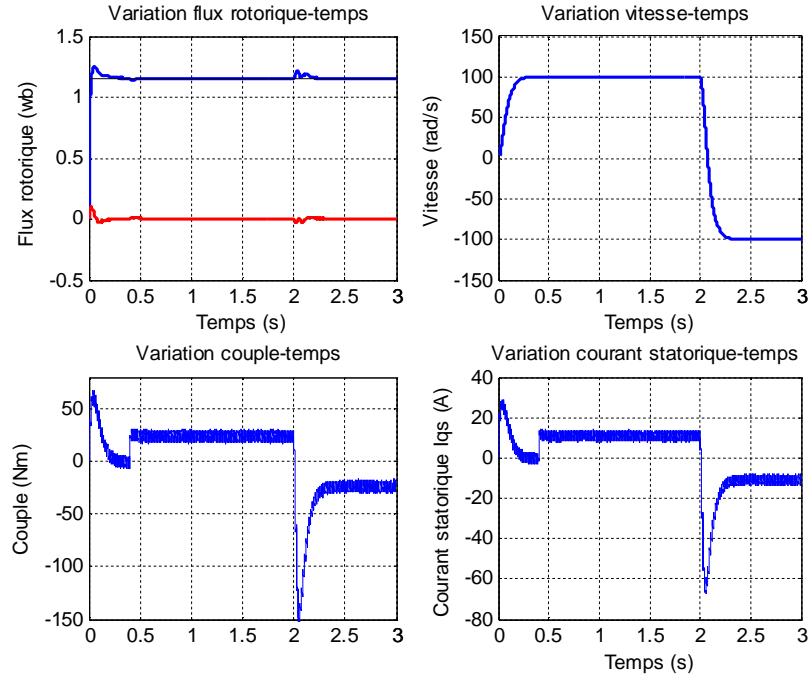 Variation flux rotorique-temps
1.5
1
0.5
0
-0.5
Flux rotorique (wb)
0 0.5 1 1.5 2 2.5 3
Temps (s)
Variation vitesse-temps
150
100
50
0
-50
-100
-150
Vitesse (rad/s)
0 0.5 1 1.5 2 2.5 3
Temps (s)
Variation couple-temps
50
0
-50
-100
-150
Couple (Nm)
0 0.5 1 1.5 2 2.5 3
Variation courant statorique-temps
40
20
0
-20
-40
-60
-80
Courant statorique Iqs (A)
0 0.5 1 1.5 2 2.5 3
Temps (s)